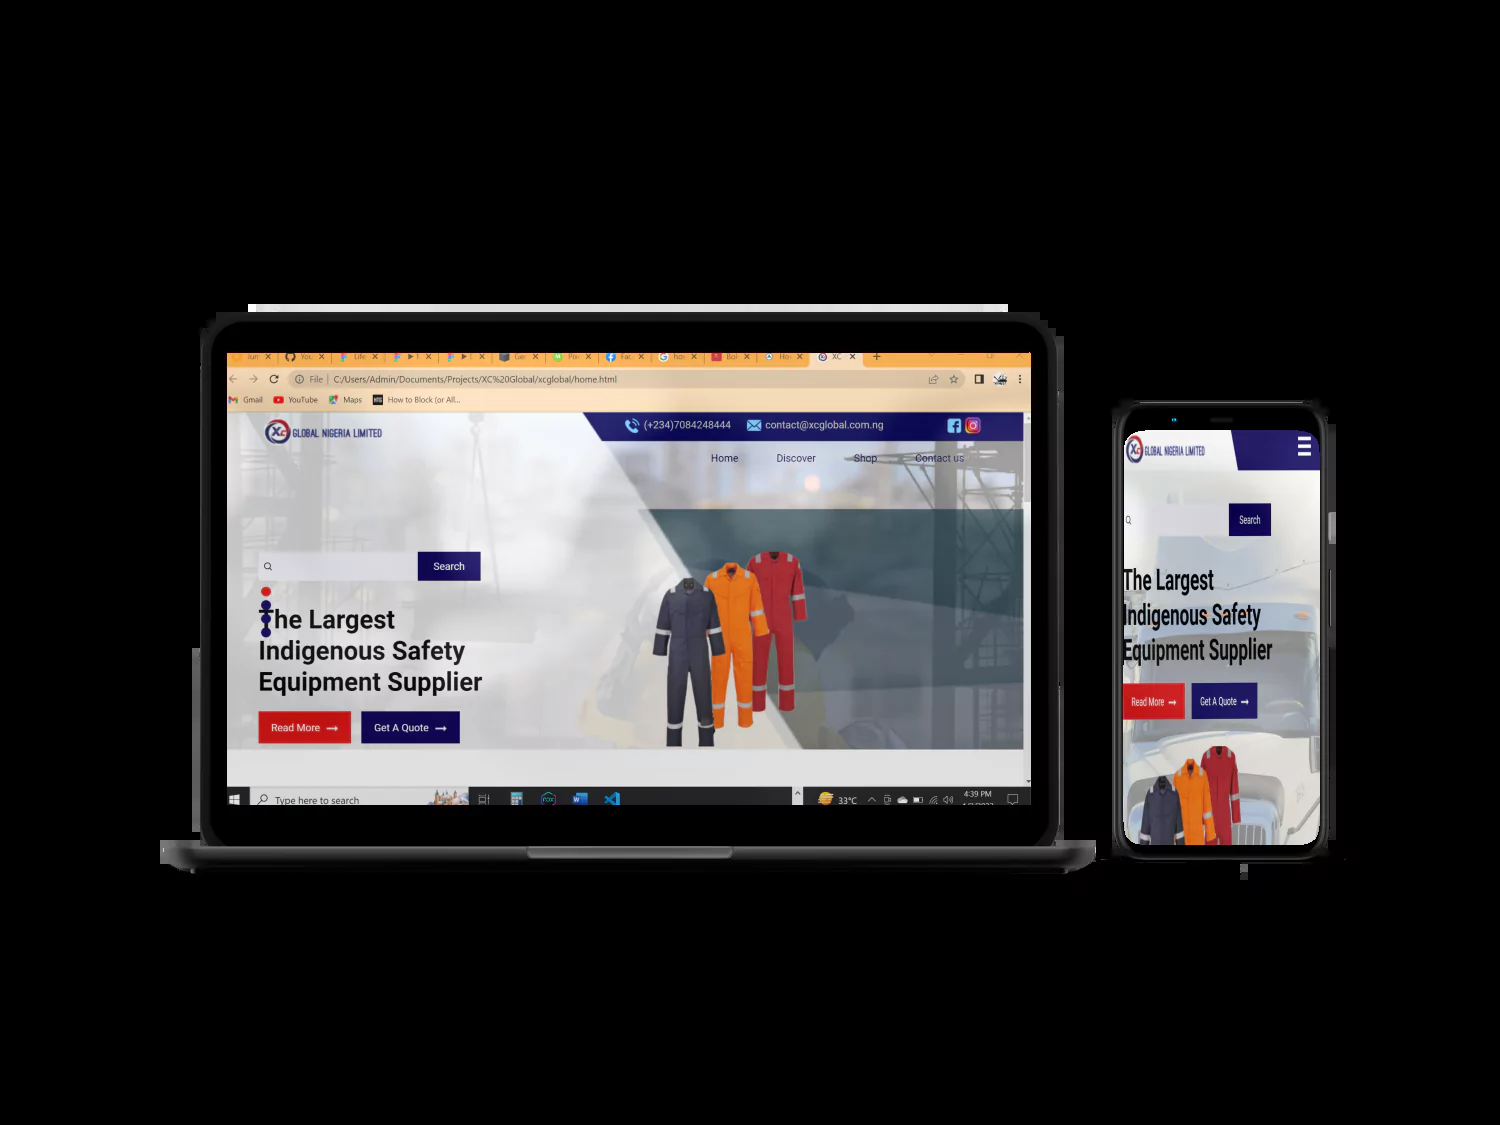 File C:/Users/Admin/Documents/Projects/XC%20Global/xcglobal/home.html
Gmail YouTube Maps How to Block (or All...
Xc GLOBAL NIGERIA LIMITED
(+234)7084248444 contact@xcglobal.com.ng
Home Discover Shop Contact us
Search
The Largest
Indigenous Safety
Equipment Supplier
Read More → Get A Quote →
Type here to search
33°C
4:39 PM
Xc GLOBAL NIGERIA LIMITED
Search
The Largest
Indigenous Safety
Equipment Supplier
Read More → Get A Quote →